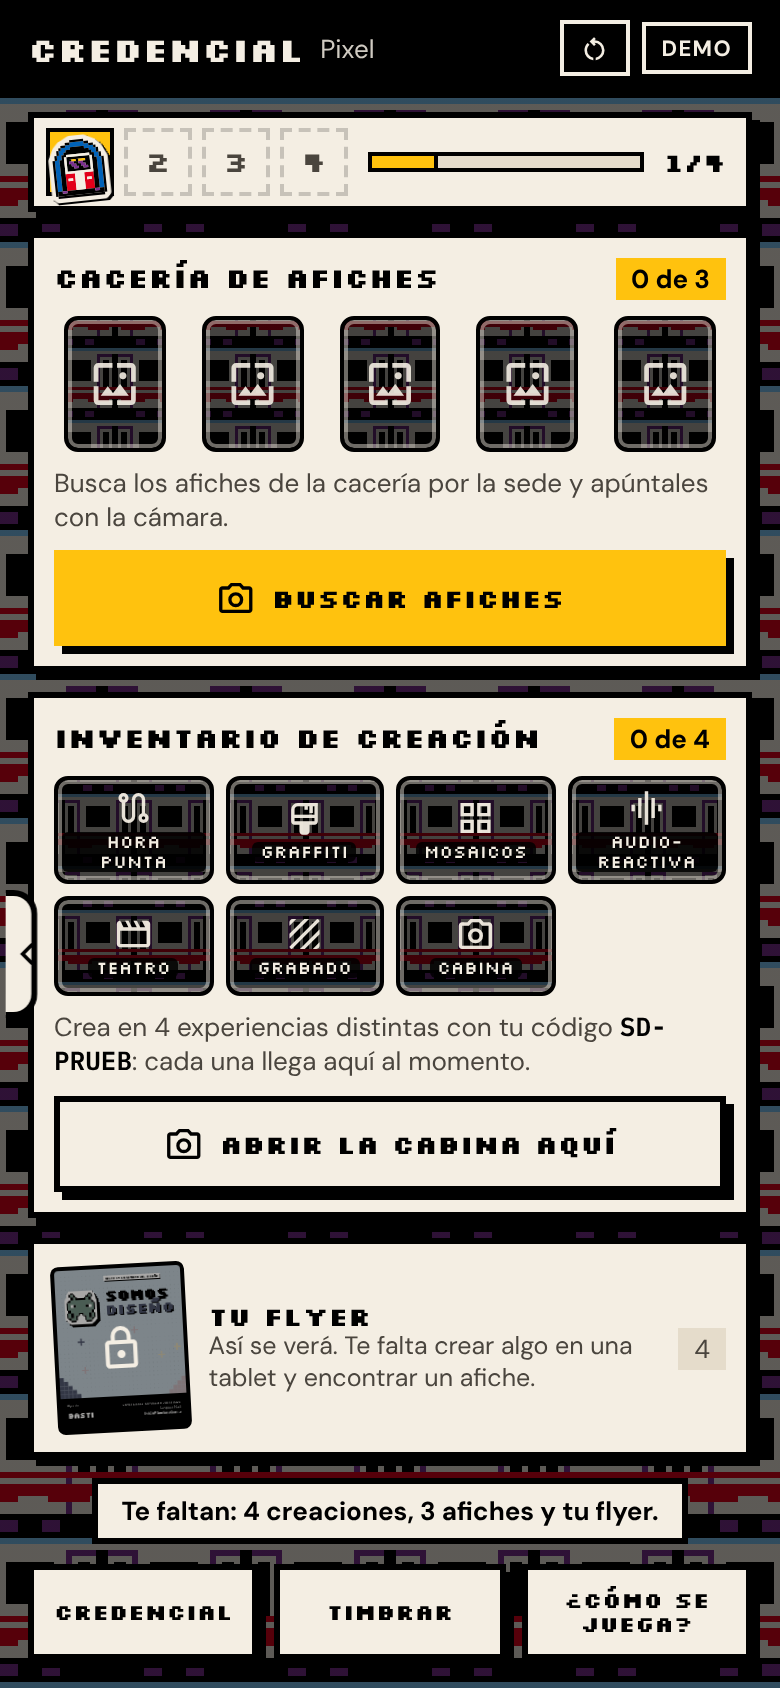 CREDENCIAL Pixel
DEMO
2 3 4 1/4
CACERÍA DE AFICHES
0 de 3
Busca los afiches de la cacería por la sede y apúntales
con la cámara.
BUSCAR AFICHES
INVENTARIO DE CREACIÓN
0 de 4
HORA
PUNTA
GRAFFITI
MOSAICOS
AUDIO-
REACTIVA
TEATRO
GRABADO
CABINA
Crea en 4 experiencias distintas con tu código SD-
PRUEB: cada una llega aquí al momento.
ABRIR LA CABINA AQUÍ
SOMOS
DISEÑO
BASTI
TU FLYER
Así se verá. Te falta crear algo en una
tablet y encontrar un afiche.
4
Te faltan: 4 creaciones, 3 afiches y tu flyer.
CREDENCIAL
TIMBRAR
¿CÓMO SE
JUEGA?